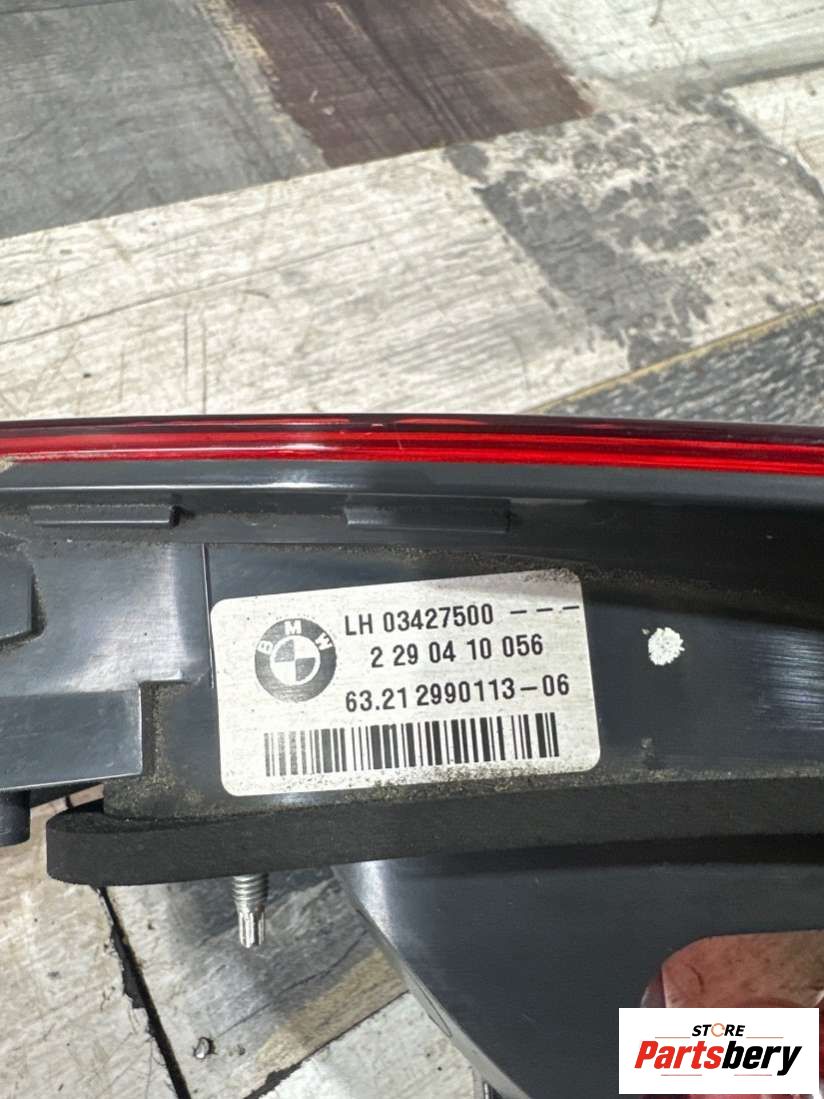 BMW
LH 03427500 ---
2 29 04 10 056
63.21 2990113-06
STORE
Partsbery